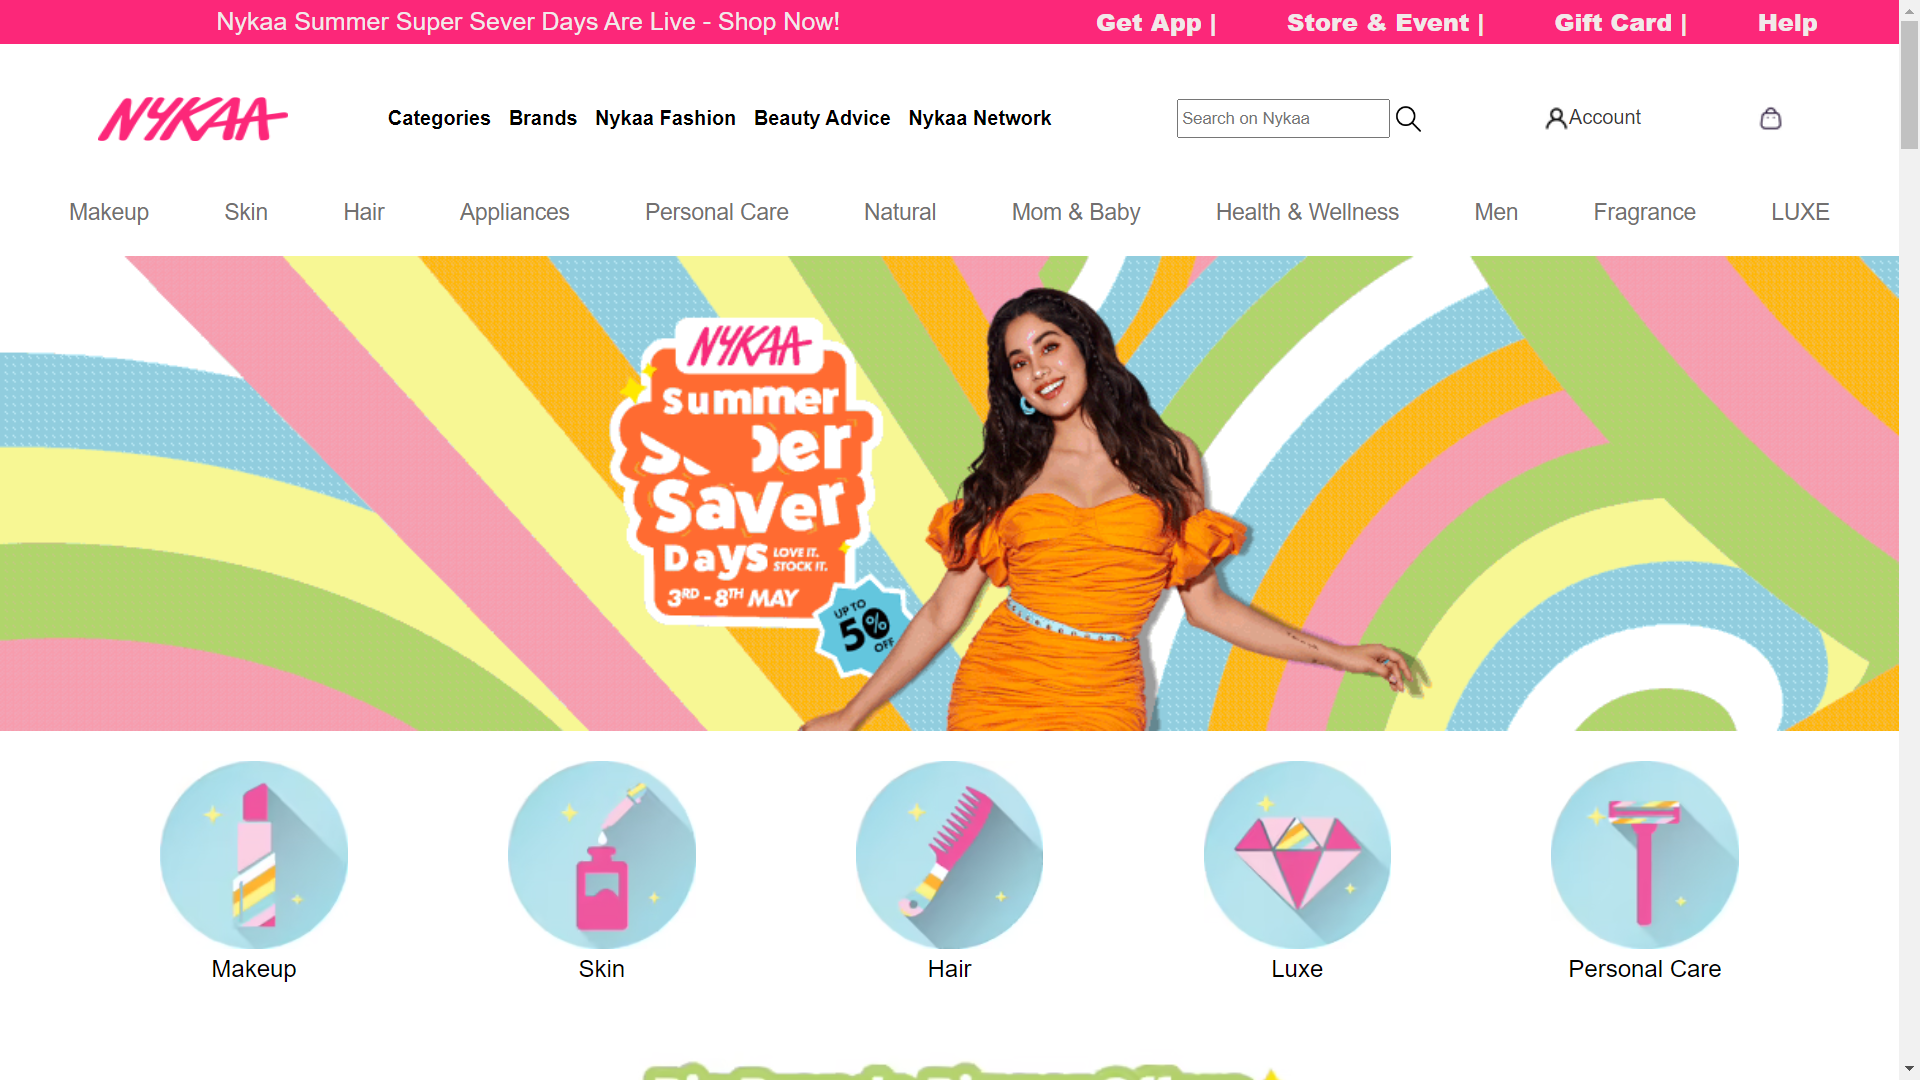 Nykaa Summer Super Sever Days Are Live - Shop Now!
Get App |
Store & Event |
Gift Card |
Help
NYKAA
Categories
Brands
Nykaa Fashion
Beauty Advice
Nykaa Network
Search on Nykaa
Account
Makeup
Skin
Hair
Appliances
Personal Care
Natural
Mom & Baby
Health & Wellness
Men
Fragrance
LUXE
NYKAA
Summer
Saver
Days
LOVE IT.
STOCK IT.
3RD - 8TH MAY
UP TO
50%
OFF
Makeup
Skin
Hair
Luxe
Personal Care